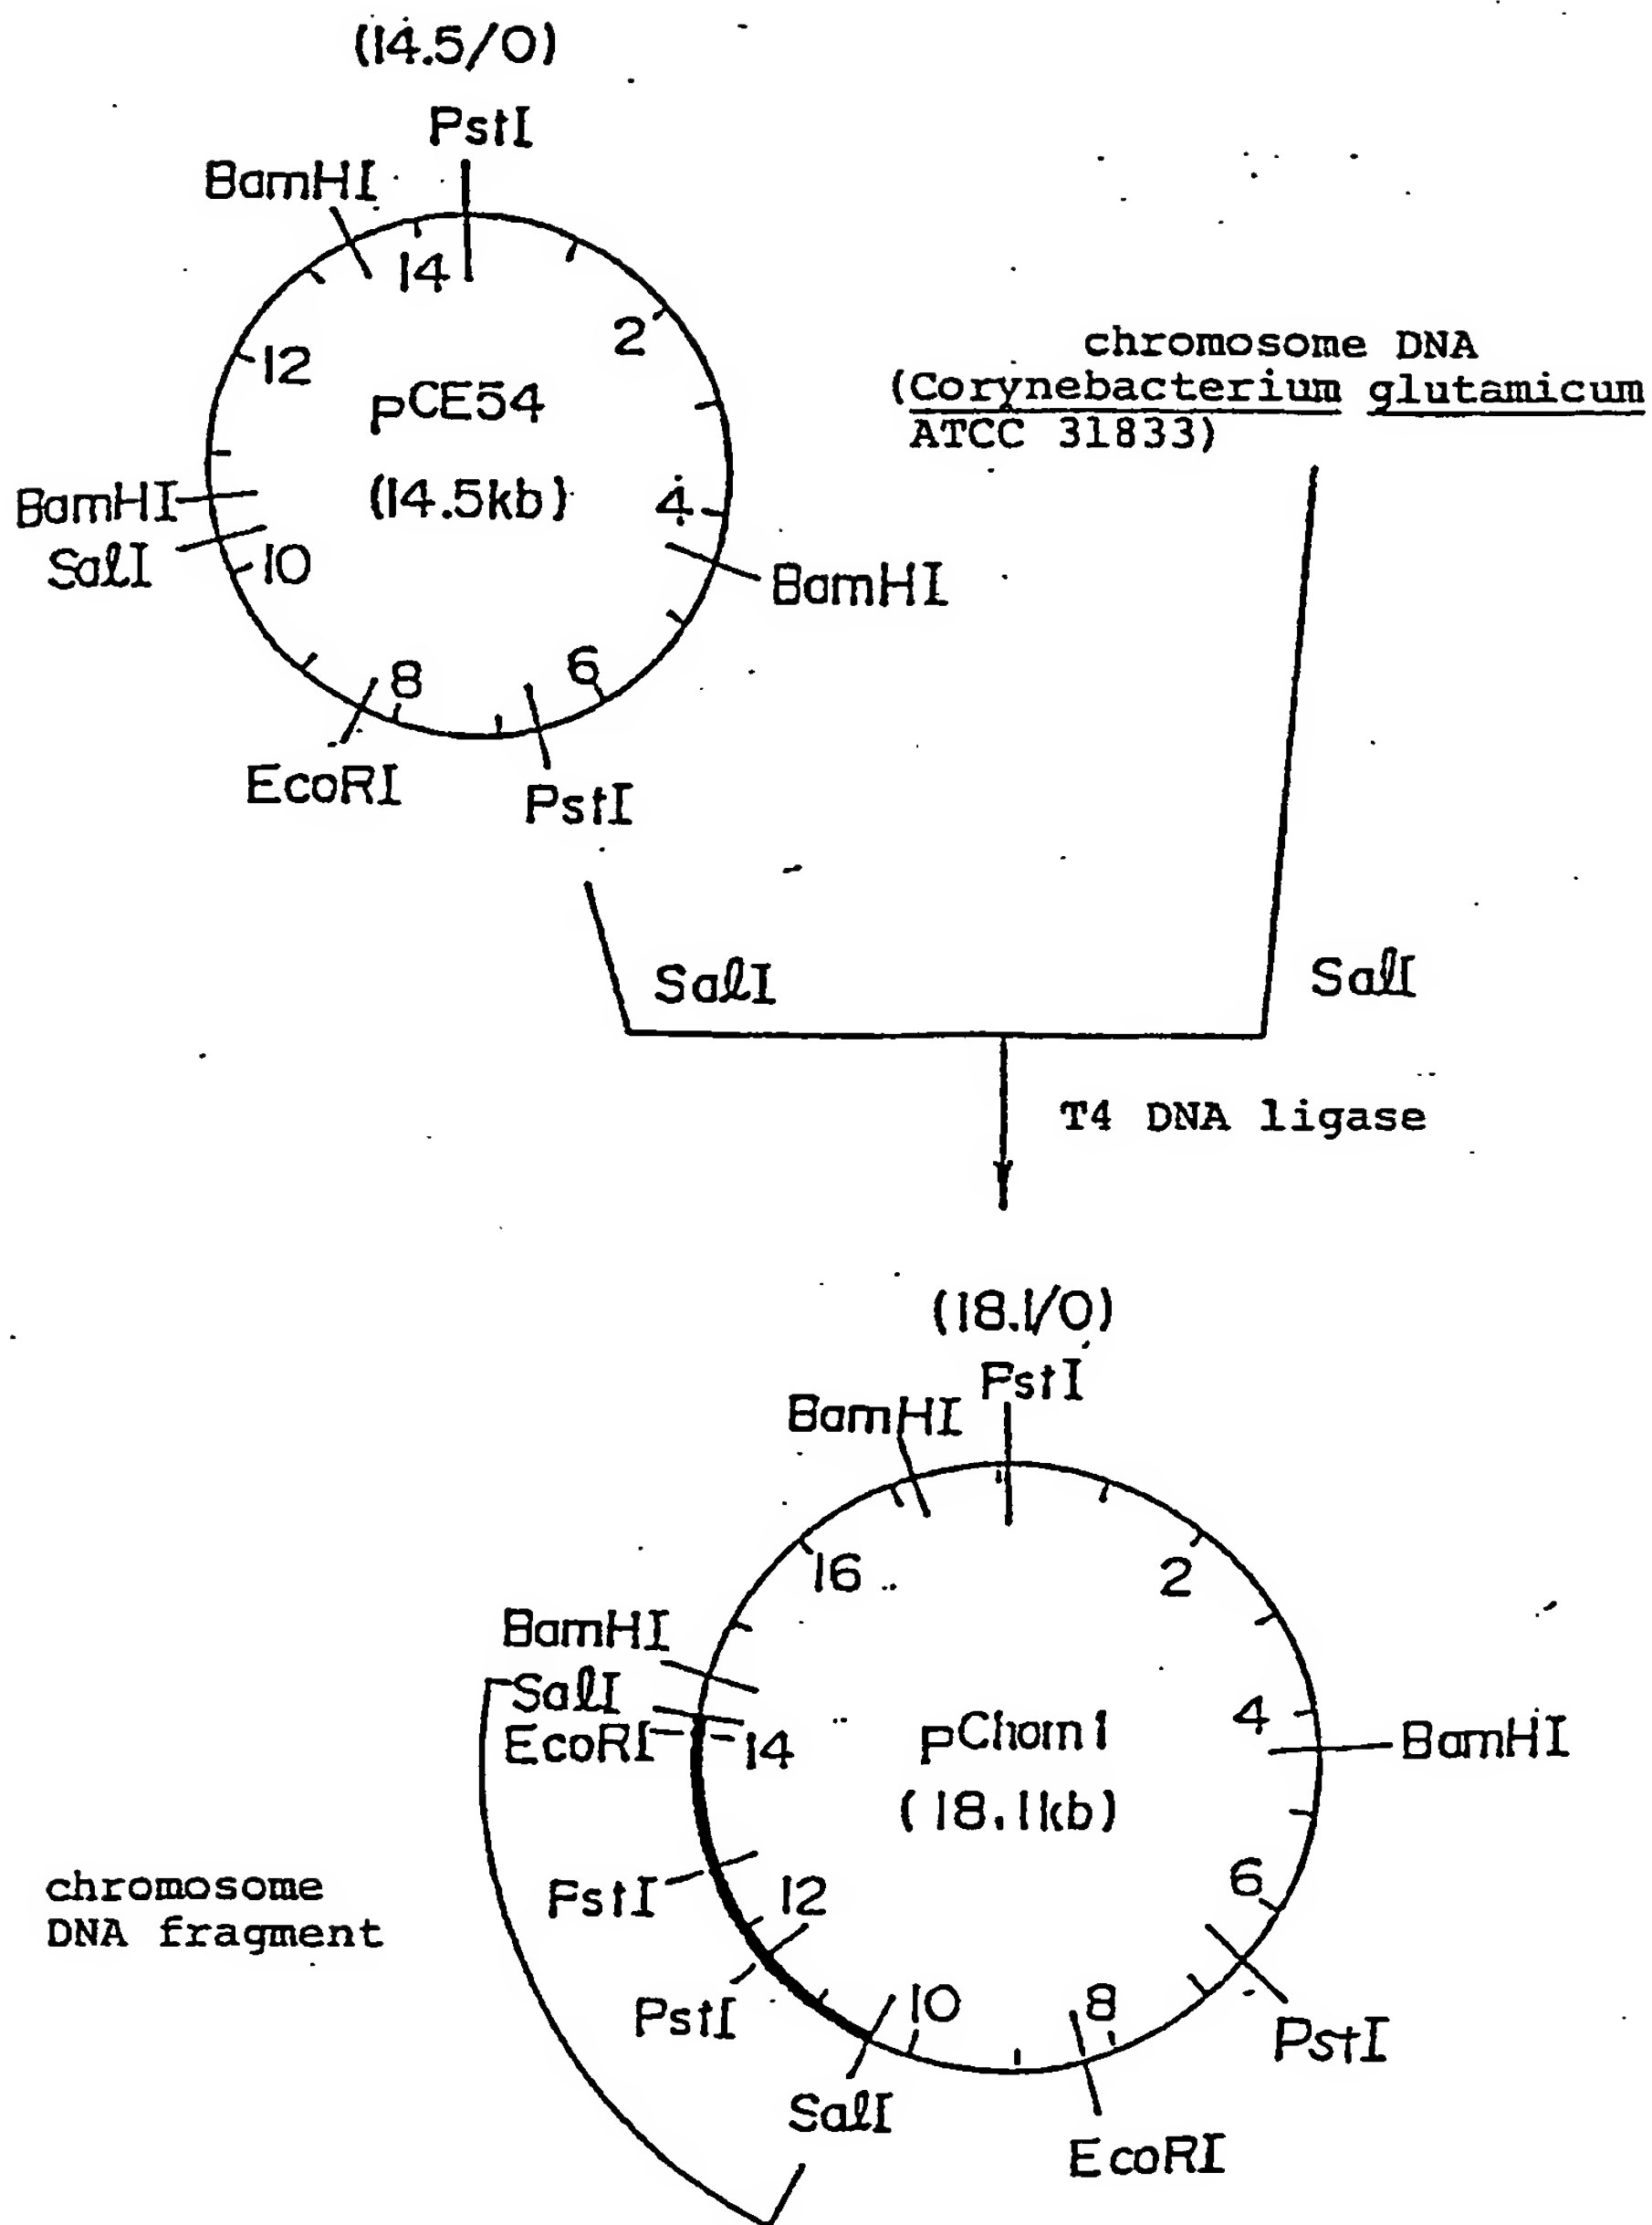 (14.5/0)
PstI
BamHI
14
2
12
pCE54
(14.5kb)
4
BamHI
SalI
10
BamHI
8
6
EcoRI
PstI
chromosome DNA
(Corynebacterium glutamicum
ATCC 31833)
SalI
SalI
T4 DNA ligase
(18.1/0)
PstI
BamHI
16
2
BamHI
SalI
EcoRI
14
pChom1
(18.1kb)
4
BamHI
chromosome
DNA fragment
PstI
12
6
PstI
10
8
PstI
SalI
EcoRI